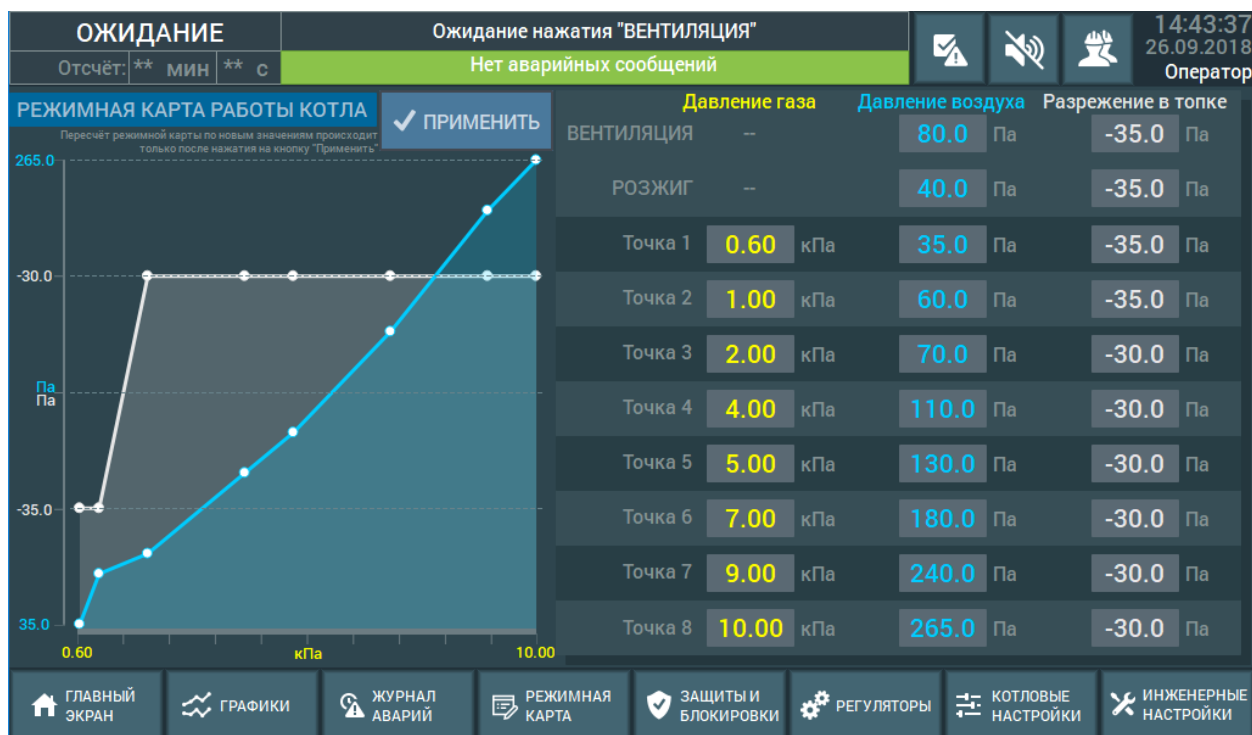 ОЖИДАНИЕ
Отсчёт: ** мин ** с
Ожидание нажатия "ВЕНТИЛЯЦИЯ"
Нет аварийных сообщений
14:43:37
26.09.2018
Оператор
РЕЖИМНАЯ КАРТА РАБОТЫ КОТЛА
Пересчёт режимной карты по новым значениям происходит
только после нажатия на кнопку "Применить"
ПРИМЕНИТЬ
265.0
-30.0
Па
Па
-35.0
35.0
0.60 кПа 10.00
Давление газа Давление воздуха Разрежение в топке
ВЕНТИЛЯЦИЯ -- 80.0 Па -35.0 Па
РОЗЖИГ -- 40.0 Па -35.0 Па
Точка 1 0.60 кПа 35.0 Па -35.0 Па
Точка 2 1.00 кПа 60.0 Па -35.0 Па
Точка 3 2.00 кПа 70.0 Па -30.0 Па
Точка 4 4.00 кПа 110.0 Па -30.0 Па
Точка 5 5.00 кПа 130.0 Па -30.0 Па
Точка 6 7.00 кПа 180.0 Па -30.0 Па
Точка 7 9.00 кПа 240.0 Па -30.0 Па
Точка 8 10.00 кПа 265.0 Па -30.0 Па
ГЛАВНЫЙ
ЭКРАН
ГРАФИКИ
ЖУРНАЛ
АВАРИЙ
РЕЖИМНАЯ
КАРТА
ЗАЩИТЫ И
БЛОКИРОВКИ
РЕГУЛЯТОРЫ
КОТЛОВЫЕ
НАСТРОЙКИ
ИНЖЕНЕРНЫЕ
НАСТРОЙКИ